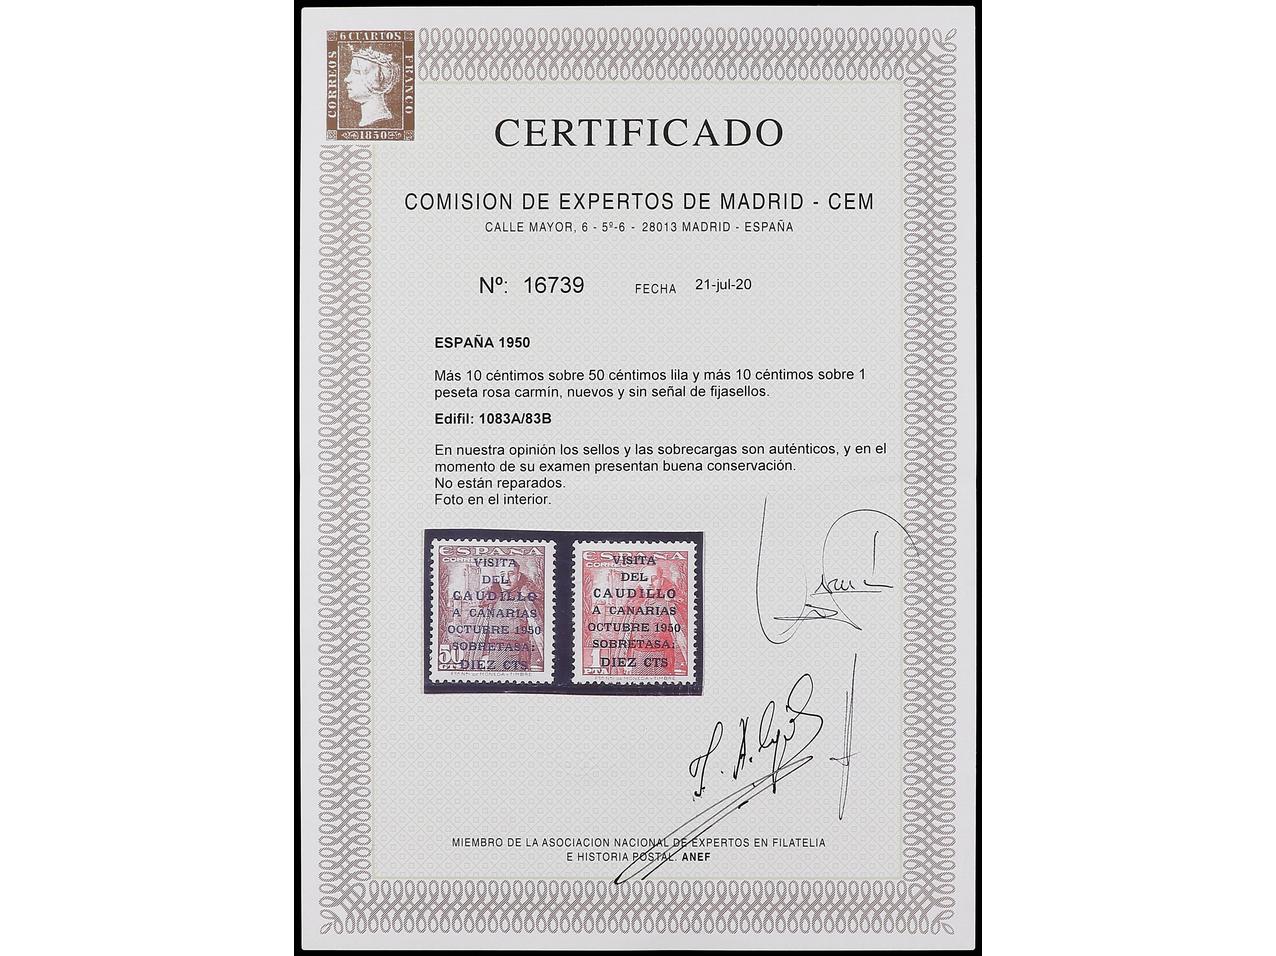 6 CUARTOS
CORREOS
FRANCO
1850
CERTIFICADO
COMISION DE EXPERTOS DE MADRID - CEM
CALLE MAYOR, 6 - 5º-6 - 28013 MADRID - ESPAÑA
Nº: 16739 FECHA 21-jul-20
ESPAÑA 1950
Más 10 céntimos sobre 50 céntimos lila y más 10 céntimos sobre 1
peseta rosa carmín, nuevos y sin señal de fijasellos.
Edifil: 1083A/83B
En nuestra opinión los sellos y las sobrecargas son auténticos, y en el
momento de su examen presentan buena conservación.
No están reparados.
Foto en el interior.
ESPAÑA
VISITA
DEL
CAUDILLO
A CANARIAS
OCTUBRE 1950
SOBRETASA:
DIEZ CTS
50
ESPAÑA
VISITA
DEL
CAUDILLO
A CANARIAS
OCTUBRE 1950
SOBRETASA:
DIEZ CTS
1 PTA
MIEMBRO DE LA ASOCIACION NACIONAL DE EXPERTOS EN FILATELIA
E HISTORIA POSTAL. ANEF